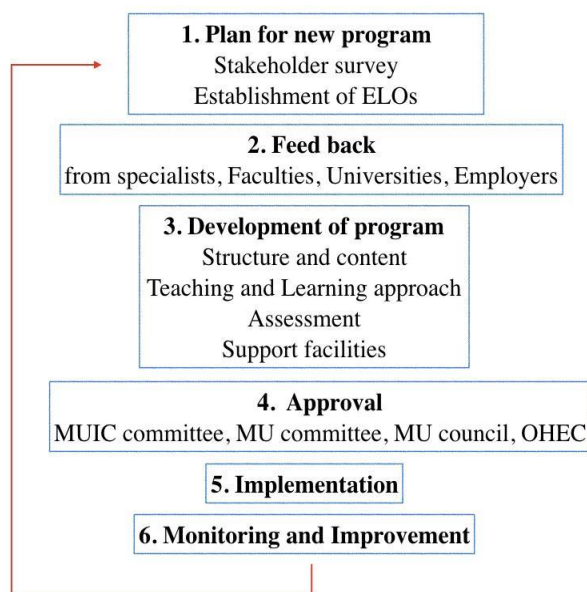 1. Plan for new program
Stakeholder survey
Establishment of ELOs
2. Feed back
from specialists, Faculties, Universities, Employers
3. Development of program
Structure and content
Teaching and Learning approach
Assessment
Support facilities
4. Approval
MUIC committee, MU committee, MU council, OHEC
5. Implementation
6. Monitoring and Improvement